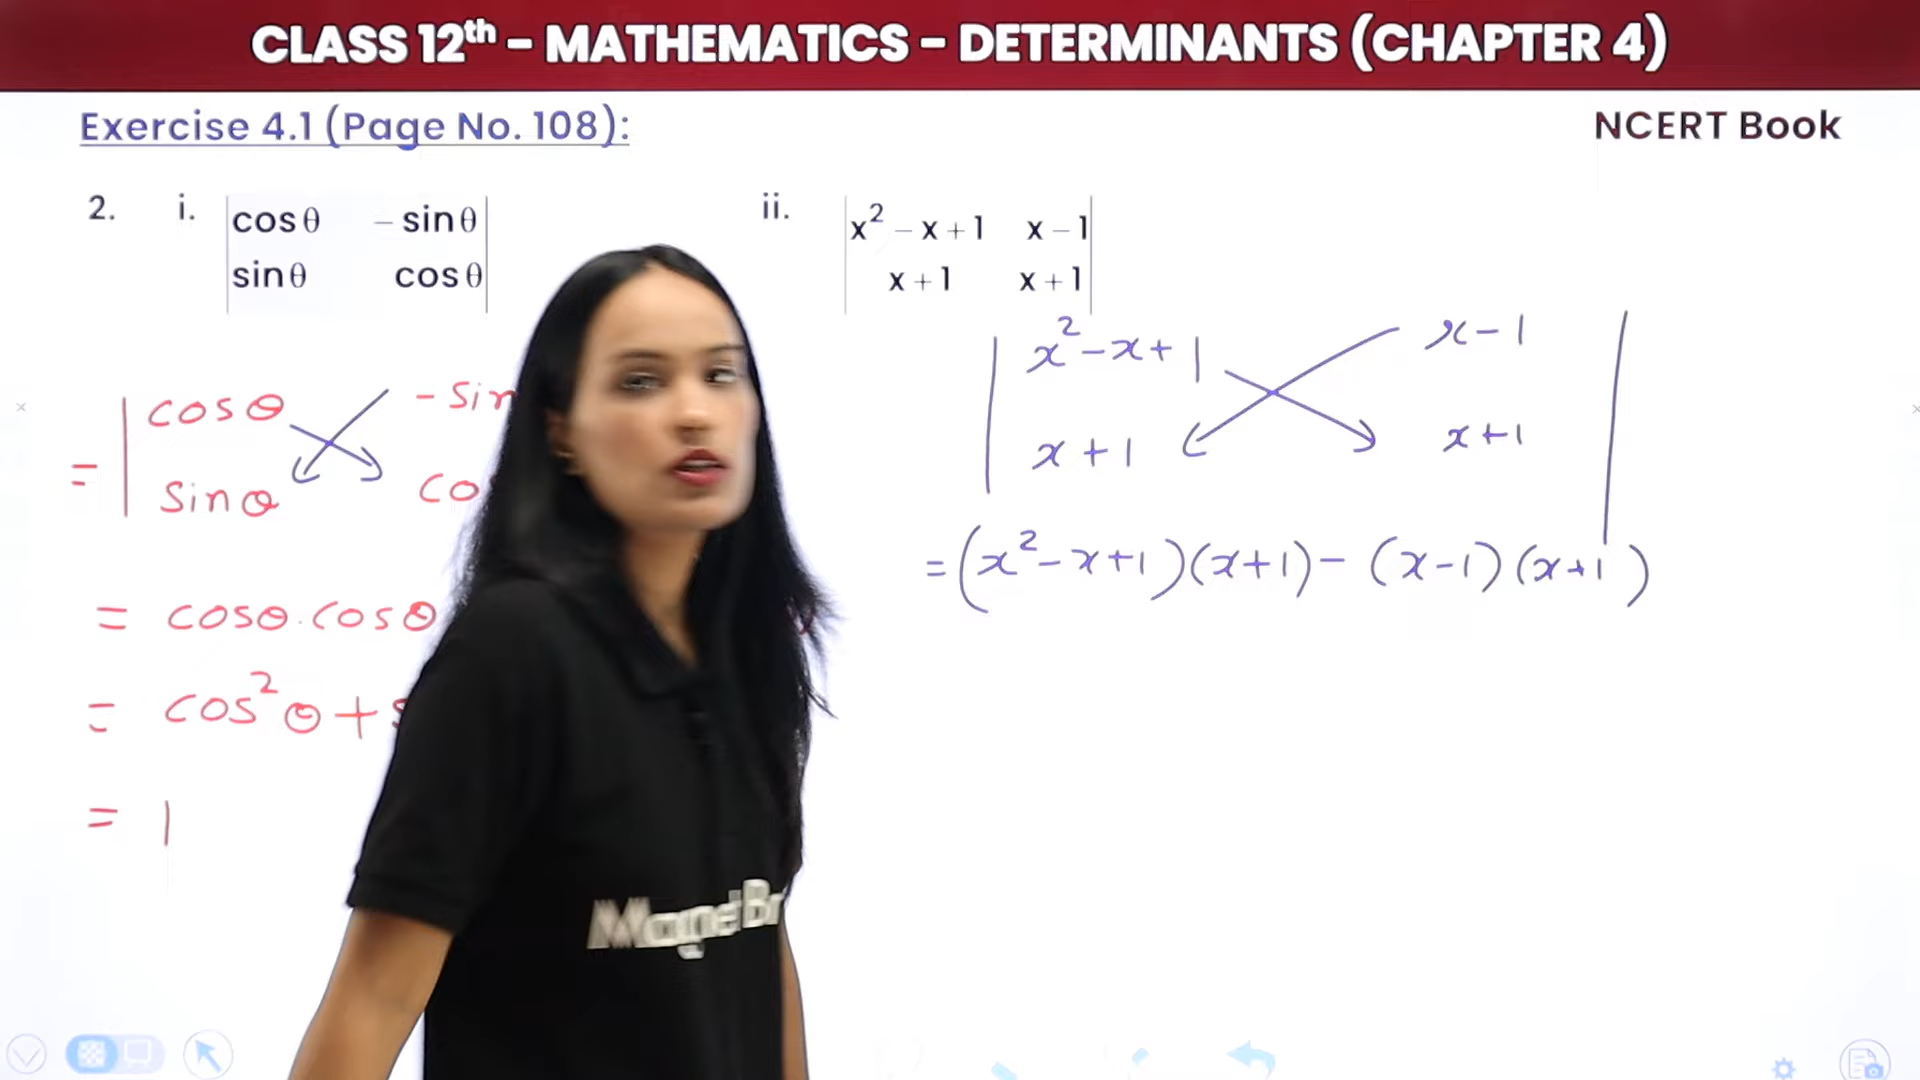 CLASS 12th - MATHEMATICS - DETERMINANTS (CHAPTER 4)
Exercise 4.1 (Page No. 108):
NCERT Book
2. i. |cosθ - sinθ|
|sinθ cosθ|
ii. |x² - x + 1 x - 1|
|x + 1 x + 1|
= |cosθ -sin
sinθ co
= cosθ.cosθ
= cos²θ+
= 1
|x²-x+1 x-1|
|x+1 x+1|
=(x²-x+1)(x+1)-(x-1)(x+1)
Magnet Br